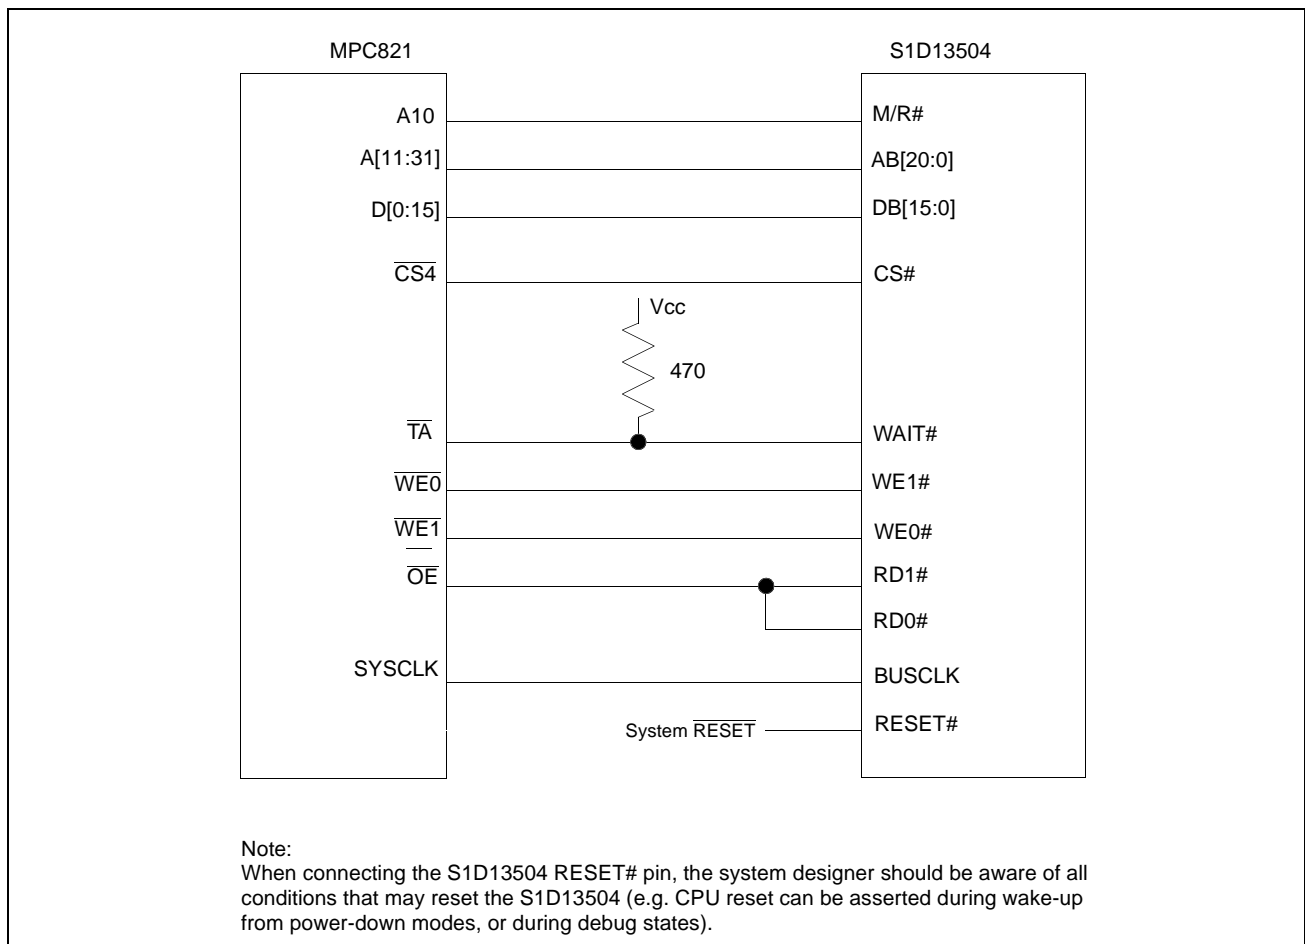 MPC821 S1D13504
A10 M/R#
A[11:31] AB[20:0]
D[0:15] DB[15:0]
CS4 CS#
Vcc
470
TA WAIT#
WE0 WE1#
WE1 WE0#
OE RD1#
RD0#
SYSCLK BUSCLK
System RESET RESET#
Note:
When connecting the S1D13504 RESET# pin, the system designer should be aware of all
conditions that may reset the S1D13504 (e.g. CPU reset can be asserted during wake-up
from power-down modes, or during debug states).